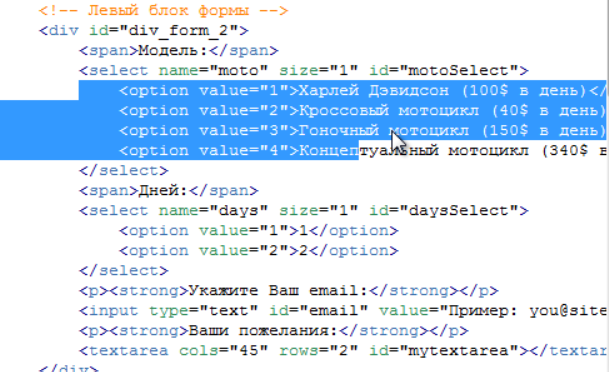 <!-- Левый блок формы -->
<div id="div_form_2">
<span>Модель:</span>
<select name="moto" size="1" id="motoSelect">
<option value="1">Харлей Дэвидсон (100$ в день)</
<option value="2">Кроссовый мотоцикл (40$ в день)
<option value="3">Гоночный мотоцикл (150$ в день)
<option value="4">Концептуальный мотоцикл (340$ в
</select>
<span>Дней:</span>
<select name="days" size="1" id="daysSelect">
<option value="1">1</option>
<option value="2">2</option>
</select>
<p><strong>Укажите Ваш email:</strong></p>
<input type="text" id="email" value="Пример: you@site
<p><strong>Ваши пожелания:</strong></p>
<textarea cols="45" rows="2" id="mytextarea"></textar
</div>